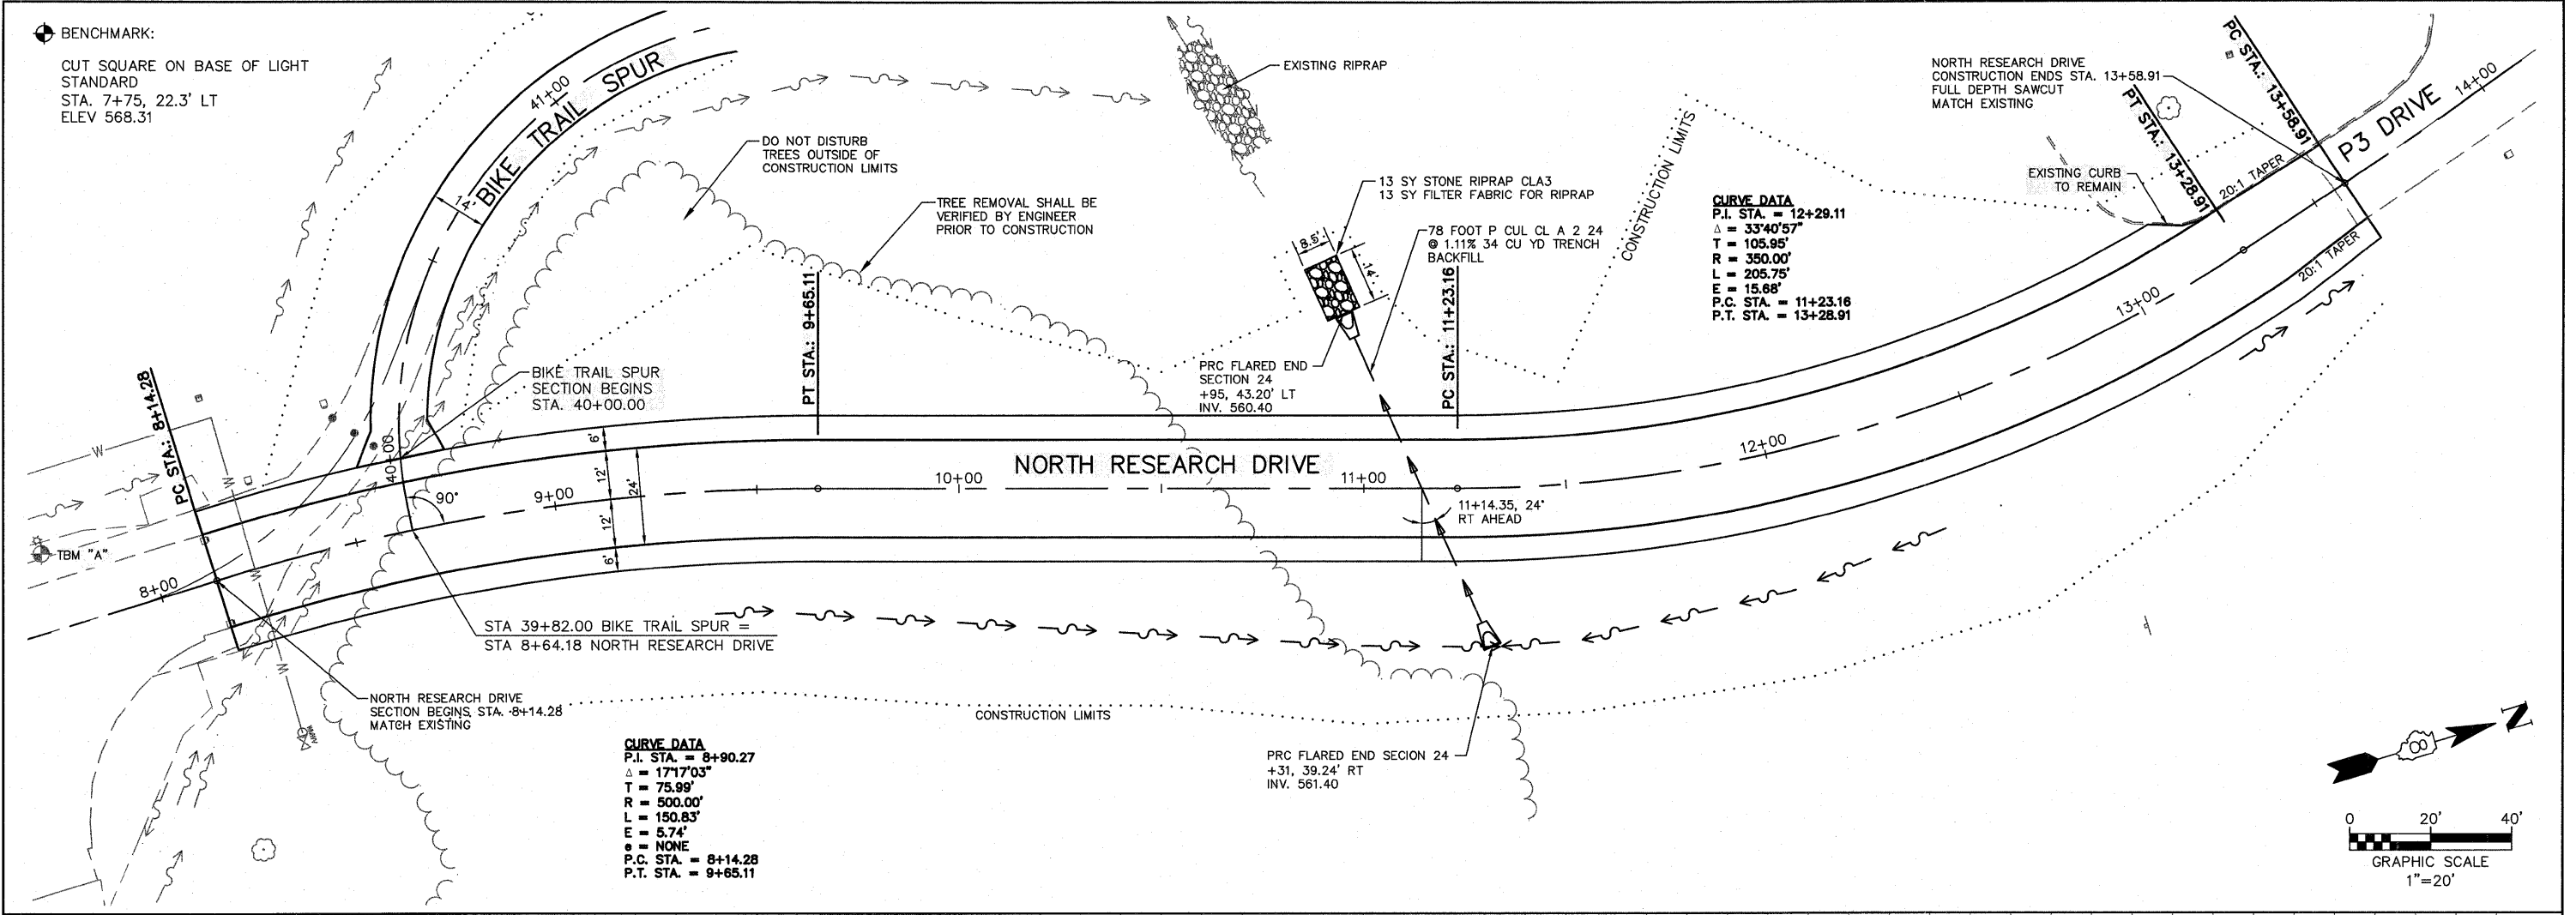 BENCHMARK:
CUT SQUARE ON BASE OF LIGHT
STANDARD
STA. 7+75, 22.3' LT
ELEV 568.31
41+00
BIKE TRAIL SPUR
14'
EXISTING RIPRAP
DO NOT DISTURB
TREES OUTSIDE OF
CONSTRUCTION LIMITS
TREE REMOVAL SHALL BE
VERIFIED BY ENGINEER
PRIOR TO CONSTRUCTION
13 SY STONE RIPRAP CLA3
13 SY FILTER FABRIC FOR RIPRAP
8.5'
14'
78 FOOT P CUL CL A 2 24
@ 1.11% 34 CU YD TRENCH
BACKFILL
CONSTRUCTION LIMITS
CURVE DATA
P.I. STA. = 12+29.11
Δ = 33°40'57"
T = 105.95'
R = 350.00'
L = 205.75'
E = 15.68'
P.C. STA. = 11+23.16
P.T. STA. = 13+28.91
NORTH RESEARCH DRIVE
CONSTRUCTION ENDS STA. 13+58.91
FULL DEPTH SAWCUT
MATCH EXISTING
PC STA.: 13+58.91
PT STA.: 13+28.91
14+00
P3 DRIVE
EXISTING CURB
TO REMAIN
20:1 TAPER
20:1 TAPER
13+00
12+00
PC STA.: 8+14.28
BIKE TRAIL SPUR
SECTION BEGINS
STA. 40+00.00
PT STA.: 9+65.11
PRC FLARED END
SECTION 24
+95, 43.20' LT
INV. 560.40
PC STA.: 11+23.16
W
40+00
90°
9+00
6'
12'
24'
12'
6'
10+00
NORTH RESEARCH DRIVE
11+00
11+14.35, 24°
RT AHEAD
TBM "A"
8+00
W
W
W
STA 39+82.00 BIKE TRAIL SPUR =
STA 8+64.18 NORTH RESEARCH DRIVE
NORTH RESEARCH DRIVE
SECTION BEGINS, STA. 8+14.28
MATCH EXISTING
CONSTRUCTION LIMITS
CURVE DATA
P.I. STA. = 8+90.27
Δ = 17°17'03"
T = 75.99'
R = 500.00'
L = 150.83'
E = 5.74'
e = NONE
P.C. STA. = 8+14.28
P.T. STA. = 9+65.11
PRC FLARED END SECION 24
+31, 39.24' RT
INV. 561.40
N
0 20' 40'
GRAPHIC SCALE
1"=20'